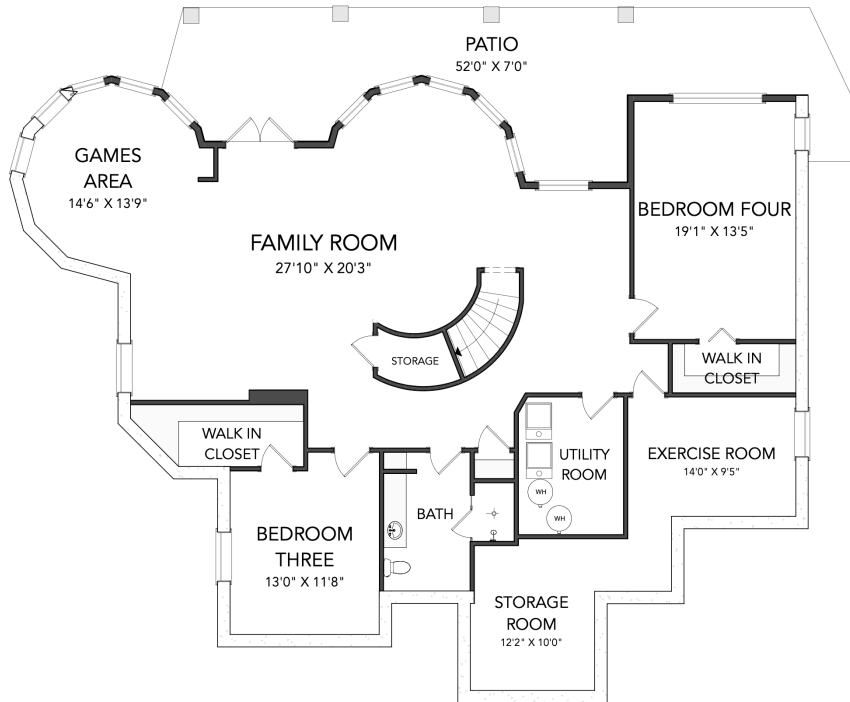 PATIO
52'0" X 7'0"
GAMES
AREA
14'6" X 13'9"
BEDROOM FOUR
19'1" X 13'5"
FAMILY ROOM
27'10" X 20'3"
STORAGE
WALK IN
CLOSET
WALK IN
CLOSET
UTILITY
ROOM
EXERCISE ROOM
14'0" X 9'5"
WH
WH
BATH
BEDROOM
THREE
13'0" X 11'8"
STORAGE
ROOM
12'2" X 10'0"